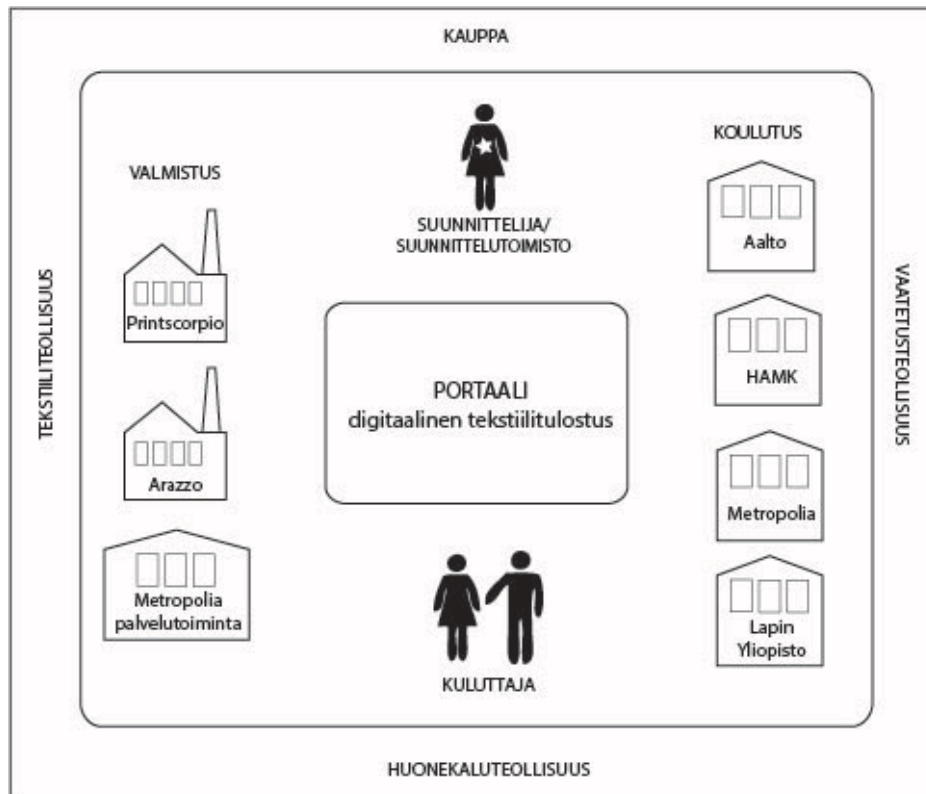 KAUPPA
TEKSTIILITEOLLISUUS
VALMISTUS
Printscorpio
Arazzo
Metropolia
palvelutoiminta
SUUNNITTELIJA/
SUUNNITTELUTOIMISTO
PORTAALI
digitaalinen tekstiilitulostus
KULUTTAJA
KOULUTUS
Aalto
HAMK
Metropolia
Lapin
Yliopisto
VAATETUSTEOLLISUUS
HUONEKALUTEOLLISUUS